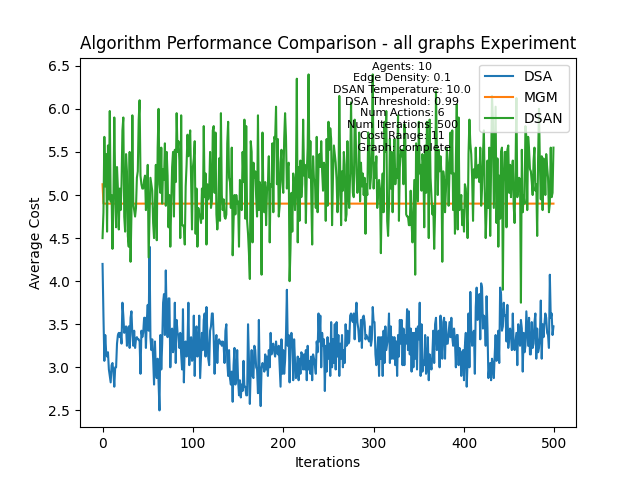 Algorithm Performance Comparison - all graphs Experiment
Agents: 10
Edge Density: 0.1
DSAN Temperature: 10.0
DSA Threshold: 0.99
Num Actions: 6
Num Iterations: 500
Cost Range: 11
Graph: complete
DSA
MGM
DSAN
Average Cost
6.5
6.0
5.5
5.0
4.5
4.0
3.5
3.0
2.5
0 100 200 300 400 500
Iterations